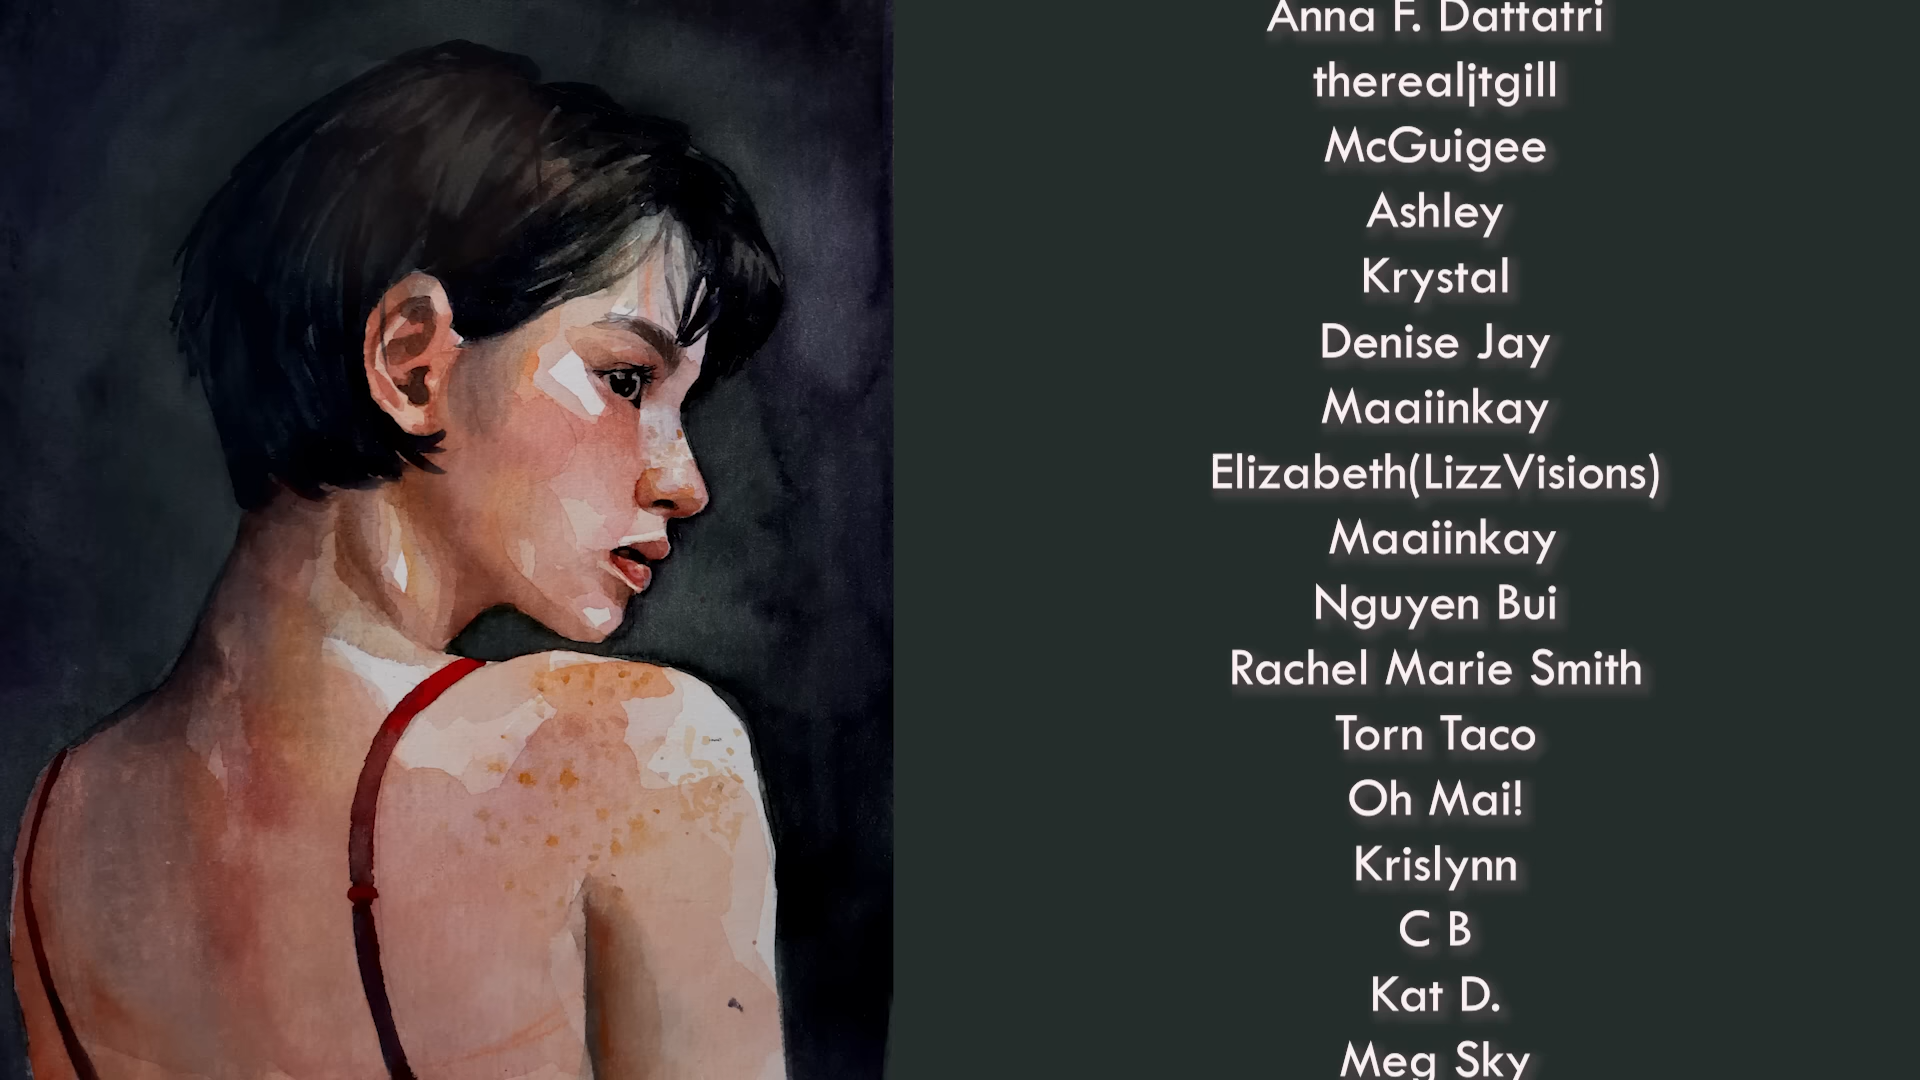 Anna F. Dattatri
therealjtgill
McGuigee
Ashley
Krystal
Denise Jay
Maaiinkay
Elizabeth(LizzVisions)
Maaiinkay
Nguyen Bui
Rachel Marie Smith
Torn Taco
Oh Mai!
Krislynn
C B
Kat D.
Meg Sky